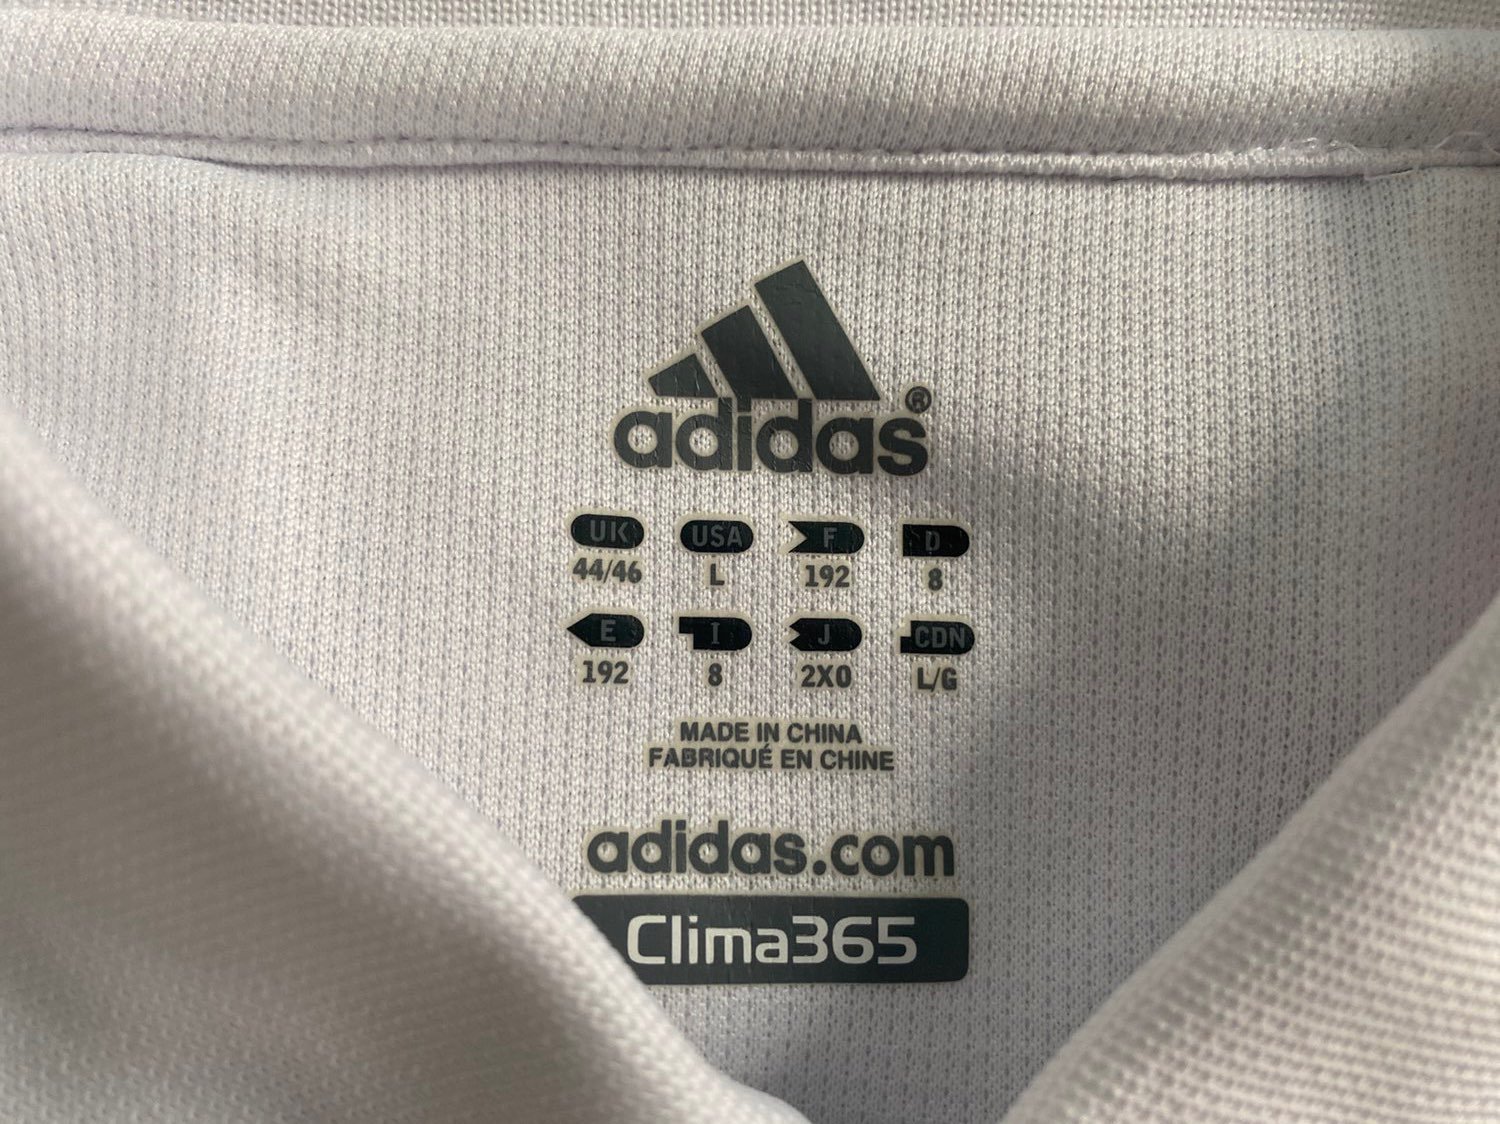 adidas®
UK USA F D
44/46 L 192 8
E I J CDN
192 8 2XO L/G
MADE IN CHINA
FABRIQUÉ EN CHINE
adidas.com
Clima365